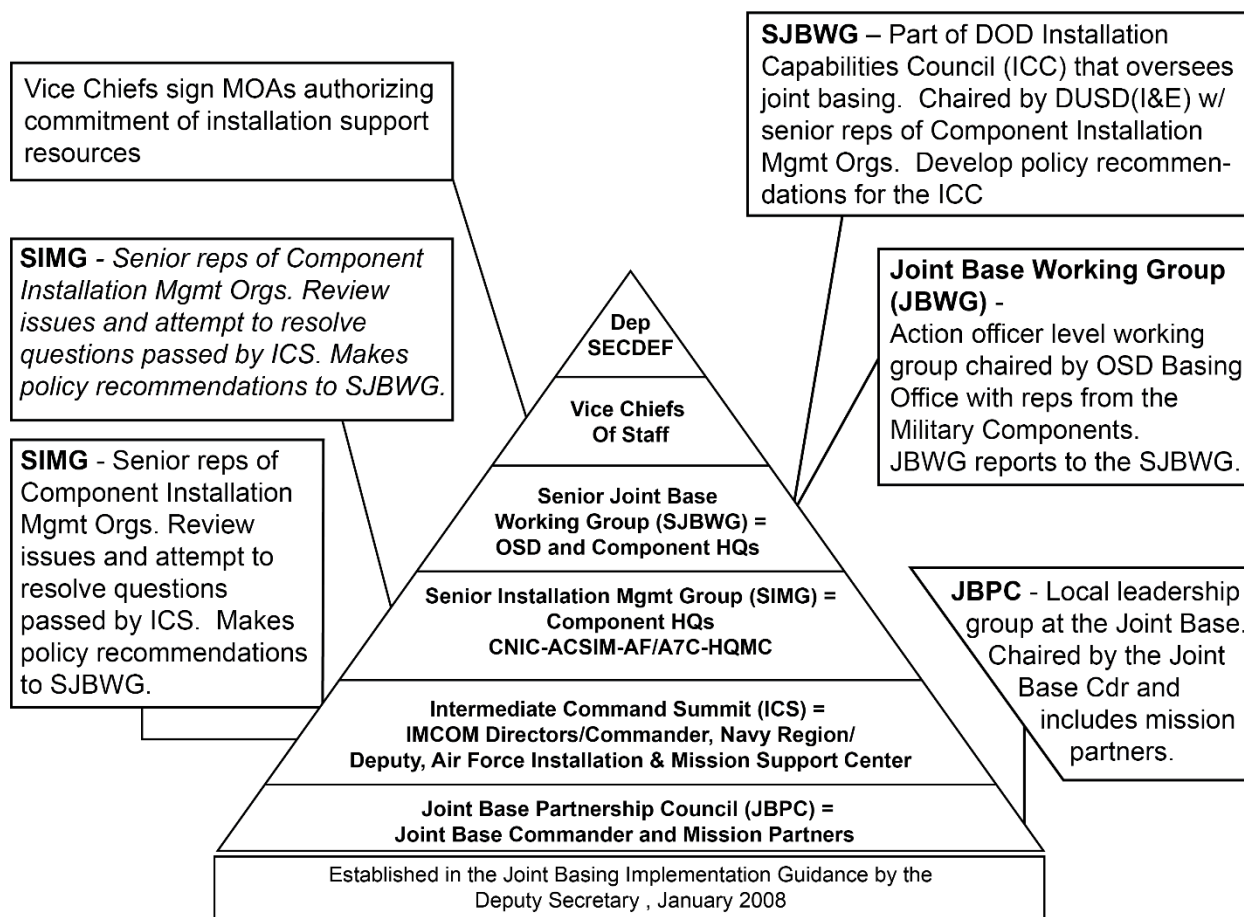 Vice Chiefs sign MOAs authorizing
commitment of installation support
resources
SIMG - Senior reps of Component
Installation Mgmt Orgs. Review
issues and attempt to resolve
questions passed by ICS. Makes
policy recommendations to SJBWG.
SIMG - Senior reps of
Component Installation
Mgmt Orgs. Review
issues and attempt to
resolve questions
passed by ICS. Makes
policy recommendations
to SJBWG.
SJBWG – Part of DOD Installation
Capabilities Council (ICC) that oversees
joint basing. Chaired by DUSD(I&E) w/
senior reps of Component Installation
Mgmt Orgs. Develop policy recommen-
dations for the ICC
Joint Base Working Group
(JBWG) -
Action officer level working
group chaired by OSD Basing
Office with reps from the
Military Components.
JBWG reports to the SJBWG.
JBPC - Local leadership
group at the Joint Base.
Chaired by the Joint
Base Cdr and
includes mission
partners.
Dep
SECDEF
Vice Chiefs
Of Staff
Senior Joint Base
Working Group (SJBWG) =
OSD and Component HQs
Senior Installation Mgmt Group (SIMG) =
Component HQs
CNIC-ACSIM-AF/A7C-HQMC
Intermediate Command Summit (ICS) =
IMCOM Directors/Commander, Navy Region/
Deputy, Air Force Installation & Mission Support Center
Joint Base Partnership Council (JBPC) =
Joint Base Commander and Mission Partners
Established in the Joint Basing Implementation Guidance by the
Deputy Secretary , January 2008